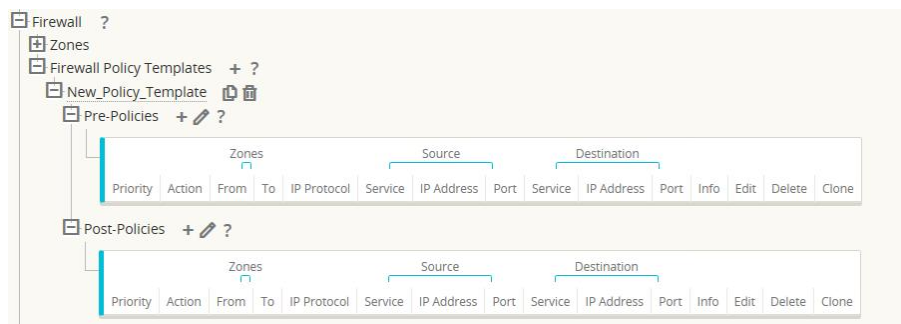 Firewall ?
Zones
Firewall Policy Templates + ?
New_Policy_Template
Pre-Policies + ?
Zones Source Destination
Priority Action From To IP Protocol Service IP Address Port Service IP Address Port Info Edit Delete Clone
Post-Policies + ?
Zones Source Destination
Priority Action From To IP Protocol Service IP Address Port Service IP Address Port Info Edit Delete Clone